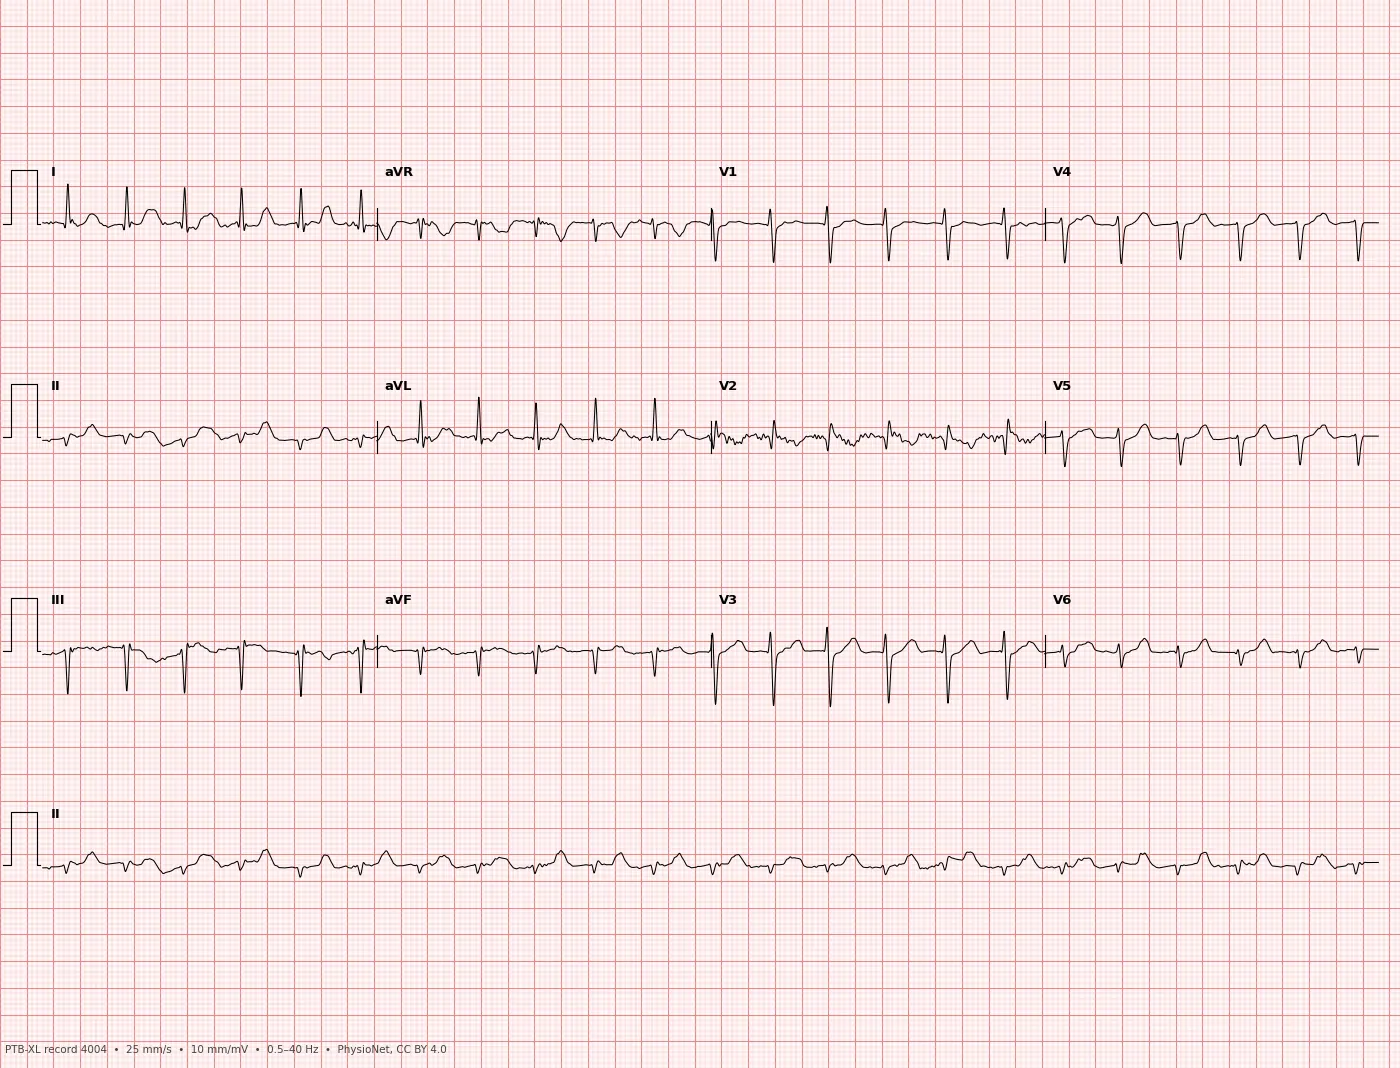 I aVR V1 V4
II aVL V2 V5
III aVF V3 V6
II
PTB-XL record 4004 • 25 mm/s • 10 mm/mV • 0.5–40 Hz • PhysioNet, CC BY 4.0